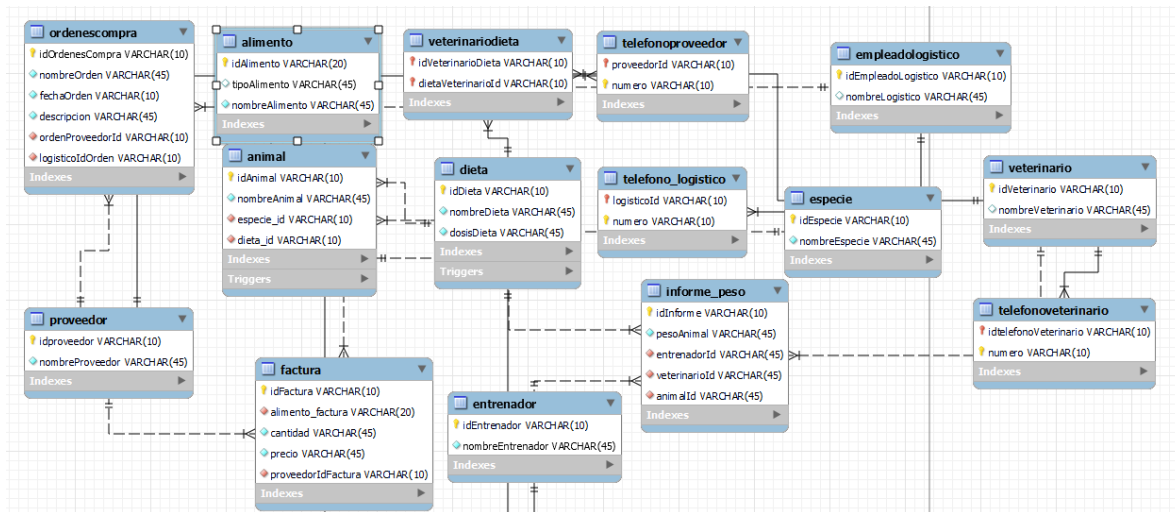 ordenescompra
idOrdenesCompra VARCHAR(10)
nombreOrden VARCHAR(45)
fechaOrden VARCHAR(10)
descripcion VARCHAR(45)
ordenProveedorId VARCHAR(10)
logisticoIdOrden VARCHAR(10)
Indexes
alimento
idAlimento VARCHAR(20)
tipoAlimento VARCHAR(45)
nombreAlimento VARCHAR(45)
Indexes
veterinariodieta
idVeterinarioDieta VARCHAR(10)
dietaVeterinarioId VARCHAR(10)
Indexes
telefonoproveedor
proveedorId VARCHAR(10)
numero VARCHAR(10)
Indexes
empleadologistico
idEmpleadoLogistico VARCHAR(10)
nombreLogistico VARCHAR(45)
Indexes
animal
idAnimal VARCHAR(10)
nombreAnimal VARCHAR(45)
especie_id VARCHAR(10)
dieta_id VARCHAR(10)
Indexes
Triggers
dieta
idDieta VARCHAR(10)
nombreDieta VARCHAR(45)
dosisDieta VARCHAR(45)
Indexes
Triggers
telefono_logistico
logisticoId VARCHAR(10)
numero VARCHAR(10)
Indexes
especie
idEspecie VARCHAR(10)
nombreEspecie VARCHAR(45)
Indexes
veterinario
idVeterinario VARCHAR(10)
nombreVeterinario VARCHAR(45)
Indexes
proveedor
idproveedor VARCHAR(10)
nombreProveedor VARCHAR(45)
Indexes
factura
idFactura VARCHAR(10)
alimento_factura VARCHAR(20)
cantidad VARCHAR(45)
precio VARCHAR(45)
proveedorIdFactura VARCHAR(10)
Indexes
entrenador
idEntrenador VARCHAR(10)
nombreEntrenador VARCHAR(45)
Indexes
informe_peso
idInforme VARCHAR(10)
pesoAnimal VARCHAR(45)
entrenadorId VARCHAR(45)
veterinarioId VARCHAR(45)
animalId VARCHAR(45)
Indexes
telefonoveterinario
idtelefonoVeterinario VARCHAR(10)
numero VARCHAR(10)
Indexes